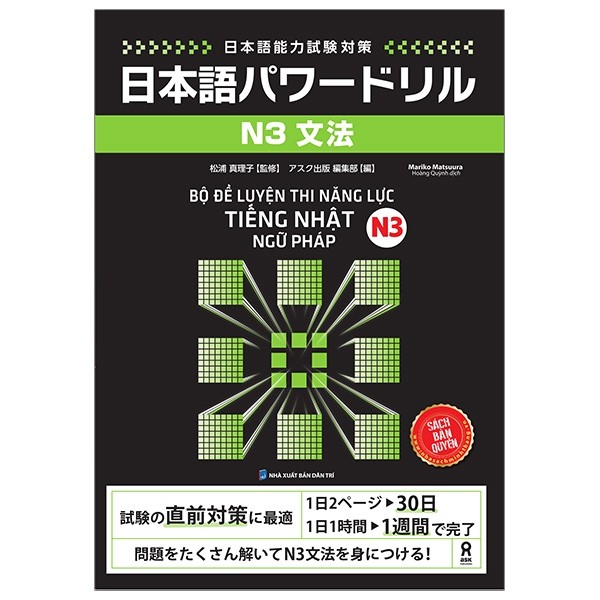 日本語能力試験対策
日本語パワードリル
N3 文法
松浦 真理子【監修】 アスク出版 編集部【編】
Mariko Matsuura
Hoàng Quỳnh dịch
BỘ ĐỀ LUYỆN THI NĂNG LỰC
TIẾNG NHẬT
NGỮ PHÁP
N3
SÁCH BẢN QUYỀN
NHÀ XUẤT BẢN DÂN TRÍ
試験の直前対策に最適
1日2ページ▶30日
1日1時間▶1週間で完了
問題をたくさん解いてN3文法を身につける!
ask